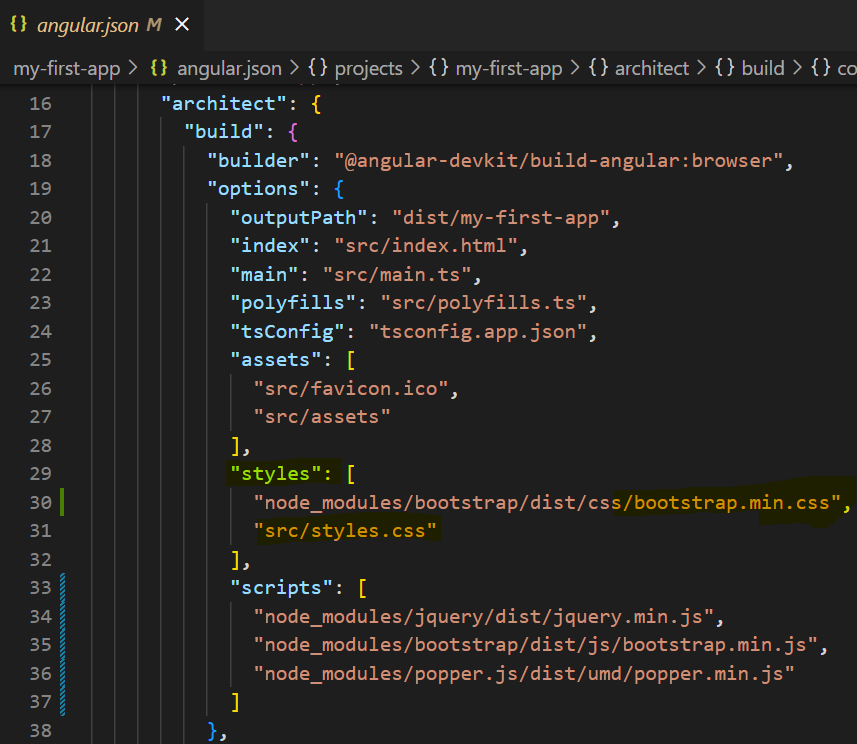 {} angular.json M ×
my-first-app > {} angular.json > {} projects > {} my-first-app > {} architect > {} build > {} co
16 "architect": {
17 "build": {
18 "builder": "@angular-devkit/build-angular:browser",
19 "options": {
20 "outputPath": "dist/my-first-app",
21 "index": "src/index.html",
22 "main": "src/main.ts",
23 "polyfills": "src/polyfills.ts",
24 "tsConfig": "tsconfig.app.json",
25 "assets": [
26 "src/favicon.ico",
27 "src/assets"
28 ],
29 "styles": [
30 "node_modules/bootstrap/dist/css/bootstrap.min.css",
31 "src/styles.css"
32 ],
33 "scripts": [
34 "node_modules/jquery/dist/jquery.min.js",
35 "node_modules/bootstrap/dist/js/bootstrap.min.js",
36 "node_modules/popper.js/dist/umd/popper.min.js"
37 ]
38 },